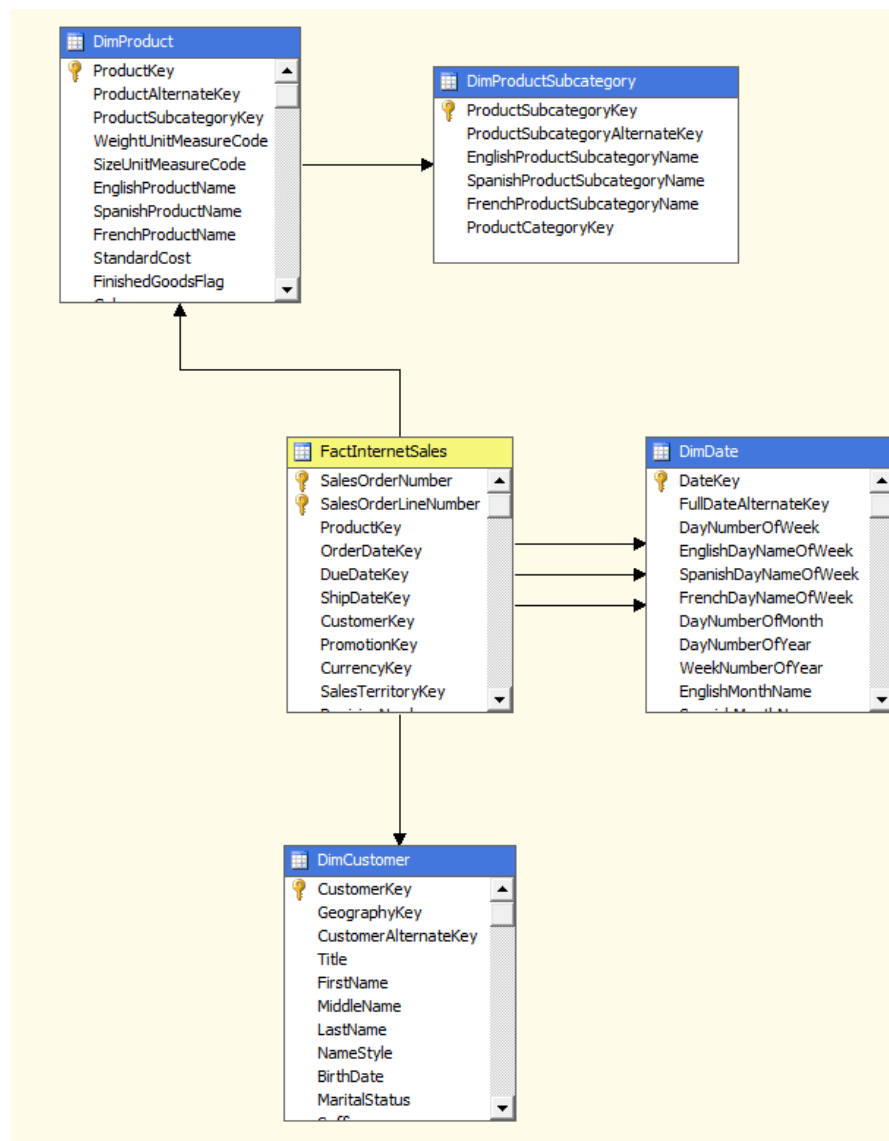 DimProduct
ProductKey
ProductAlternateKey
ProductSubcategoryKey
WeightUnitMeasureCode
SizeUnitMeasureCode
EnglishProductName
SpanishProductName
FrenchProductName
StandardCost
FinishedGoodsFlag
DimProductSubcategory
ProductSubcategoryKey
ProductSubcategoryAlternateKey
EnglishProductSubcategoryName
SpanishProductSubcategoryName
FrenchProductSubcategoryName
ProductCategoryKey
FactInternetSales
SalesOrderNumber
SalesOrderLineNumber
ProductKey
OrderDateKey
DueDateKey
ShipDateKey
CustomerKey
PromotionKey
CurrencyKey
SalesTerritoryKey
DimDate
DateKey
FullDateAlternateKey
DayNumberOfWeek
EnglishDayNameOfWeek
SpanishDayNameOfWeek
FrenchDayNameOfWeek
DayNumberOfMonth
DayNumberOfYear
WeekNumberOfYear
EnglishMonthName
DimCustomer
CustomerKey
GeographyKey
CustomerAlternateKey
Title
FirstName
MiddleName
LastName
NameStyle
BirthDate
MaritalStatus